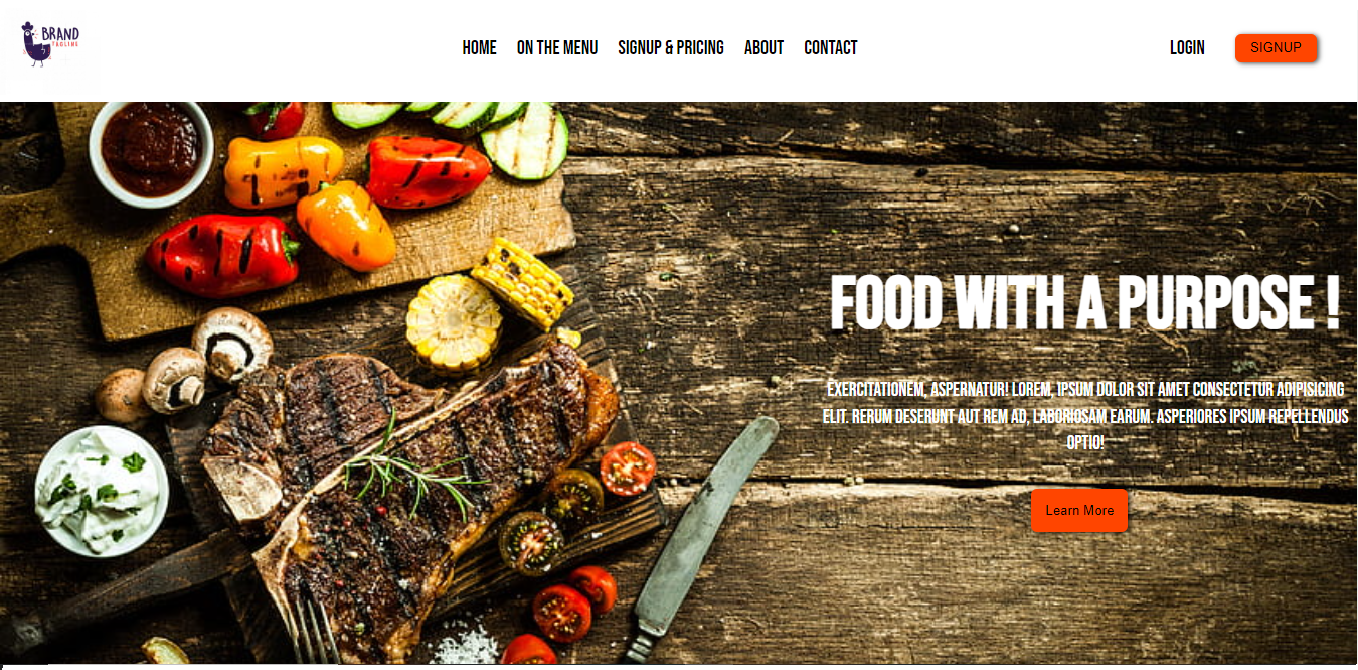 BRAND
TAGLINE
HOME ON THE MENU SIGNUP & PRICING ABOUT CONTACT
LOGIN SIGNUP
FOOD WITH A PURPOSE !
EXERCITATIONEM, ASPERNATUR! LOREM, IPSUM DOLOR SIT AMET CONSECTETUR ADIPISICING
ELIT. RERUM DESERUNT AUT REM AD, LABORIOSAM EARUM. ASPERIORES IPSUM REPELLENDUS
OPTIO!
Learn More